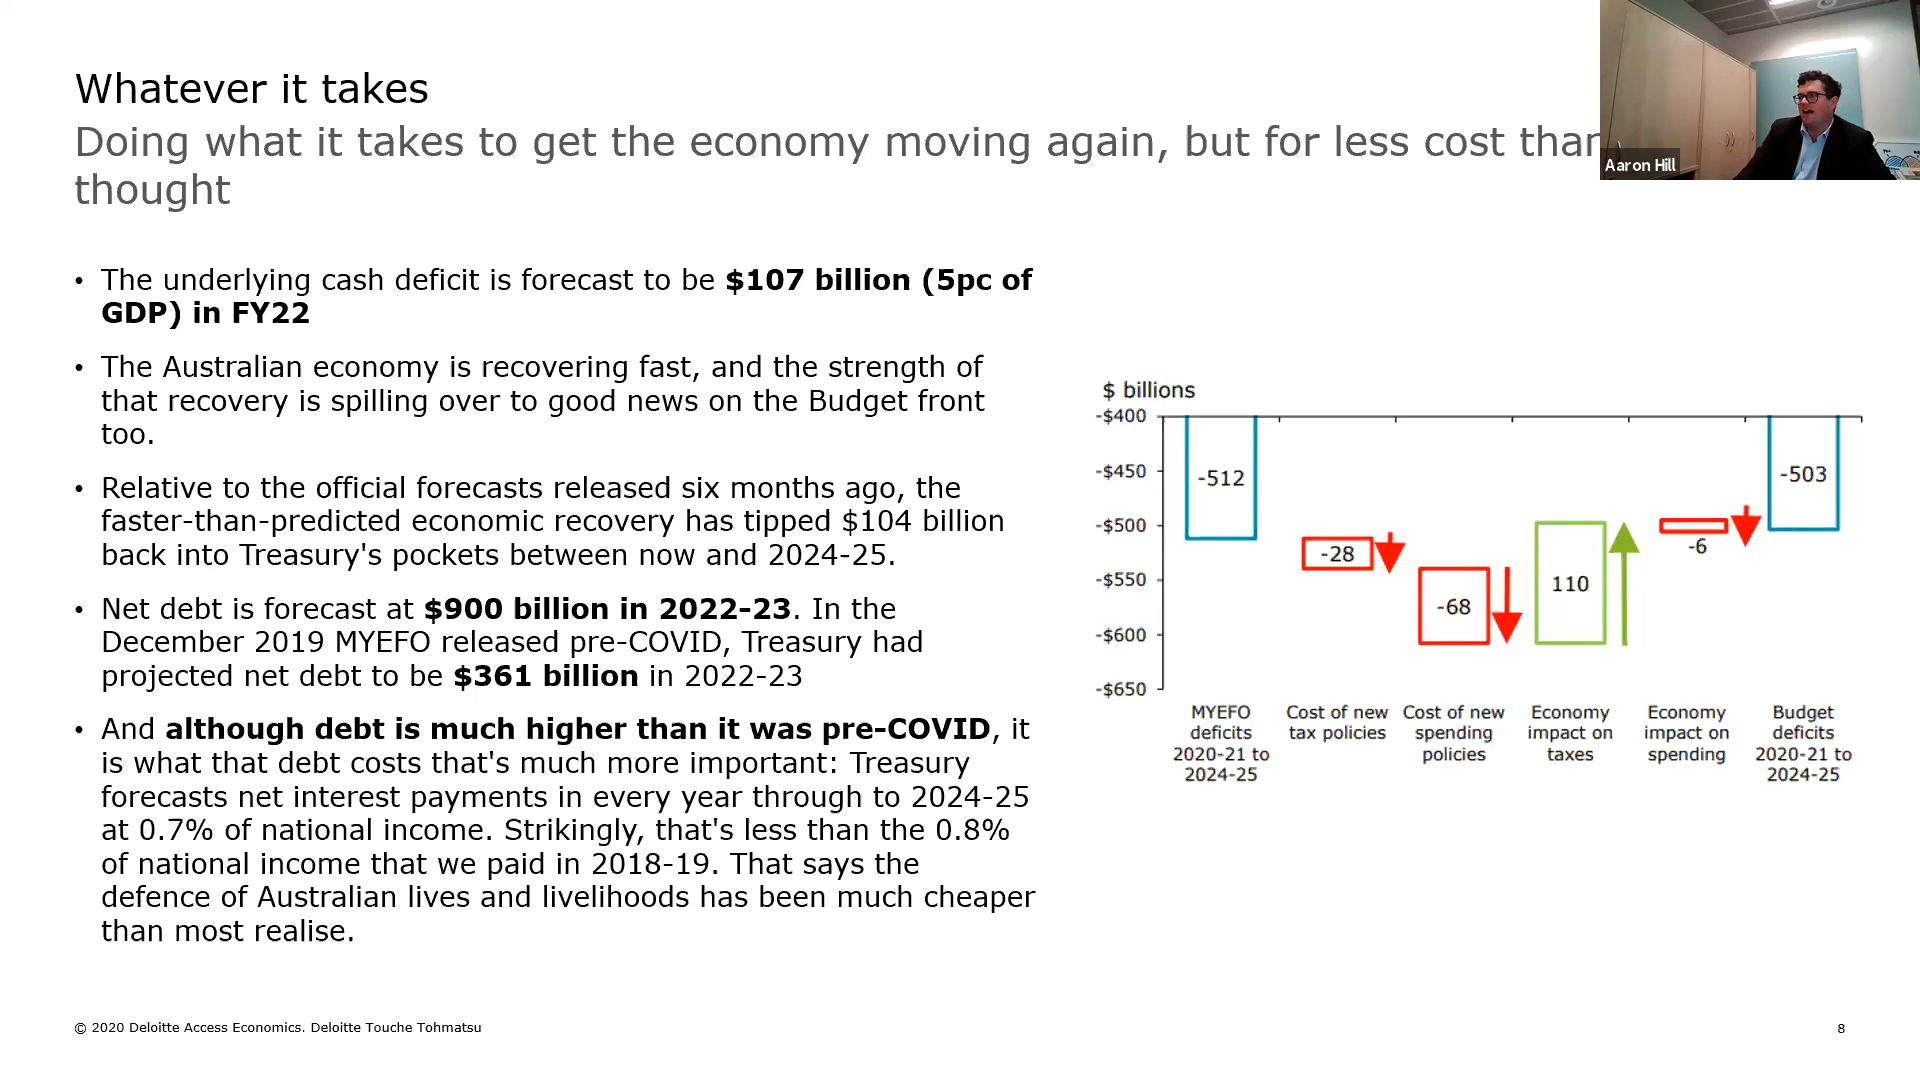 Whatever it takes
Doing what it takes to get the economy moving again, but for less cost than
thought
Aaron Hill
• The underlying cash deficit is forecast to be $107 billion (5pc of
GDP) in FY22
• The Australian economy is recovering fast, and the strength of
that recovery is spilling over to good news on the Budget front
too.
• Relative to the official forecasts released six months ago, the
faster-than-predicted economic recovery has tipped $104 billion
back into Treasury's pockets between now and 2024-25.
• Net debt is forecast at $900 billion in 2022-23. In the
December 2019 MYEFO released pre-COVID, Treasury had
projected net debt to be $361 billion in 2022-23
• And although debt is much higher than it was pre-COVID, it
is what that debt costs that's much more important: Treasury
forecasts net interest payments in every year through to 2024-25
at 0.7% of national income. Strikingly, that's less than the 0.8%
of national income that we paid in 2018-19. That says the
defence of Australian lives and livelihoods has been much cheaper
than most realise.
$ billions
-$400
-$450
-$500
-$550
-$600
-$650
-512
-28
-68
110
-6
-503
MYEFO
deficits
2020-21 to
2024-25
Cost of new
tax policies
Cost of new
spending
policies
Economy
impact on
taxes
Economy
impact on
spending
Budget
deficits
2020-21 to
2024-25
© 2020 Deloitte Access Economics. Deloitte Touche Tohmatsu
8